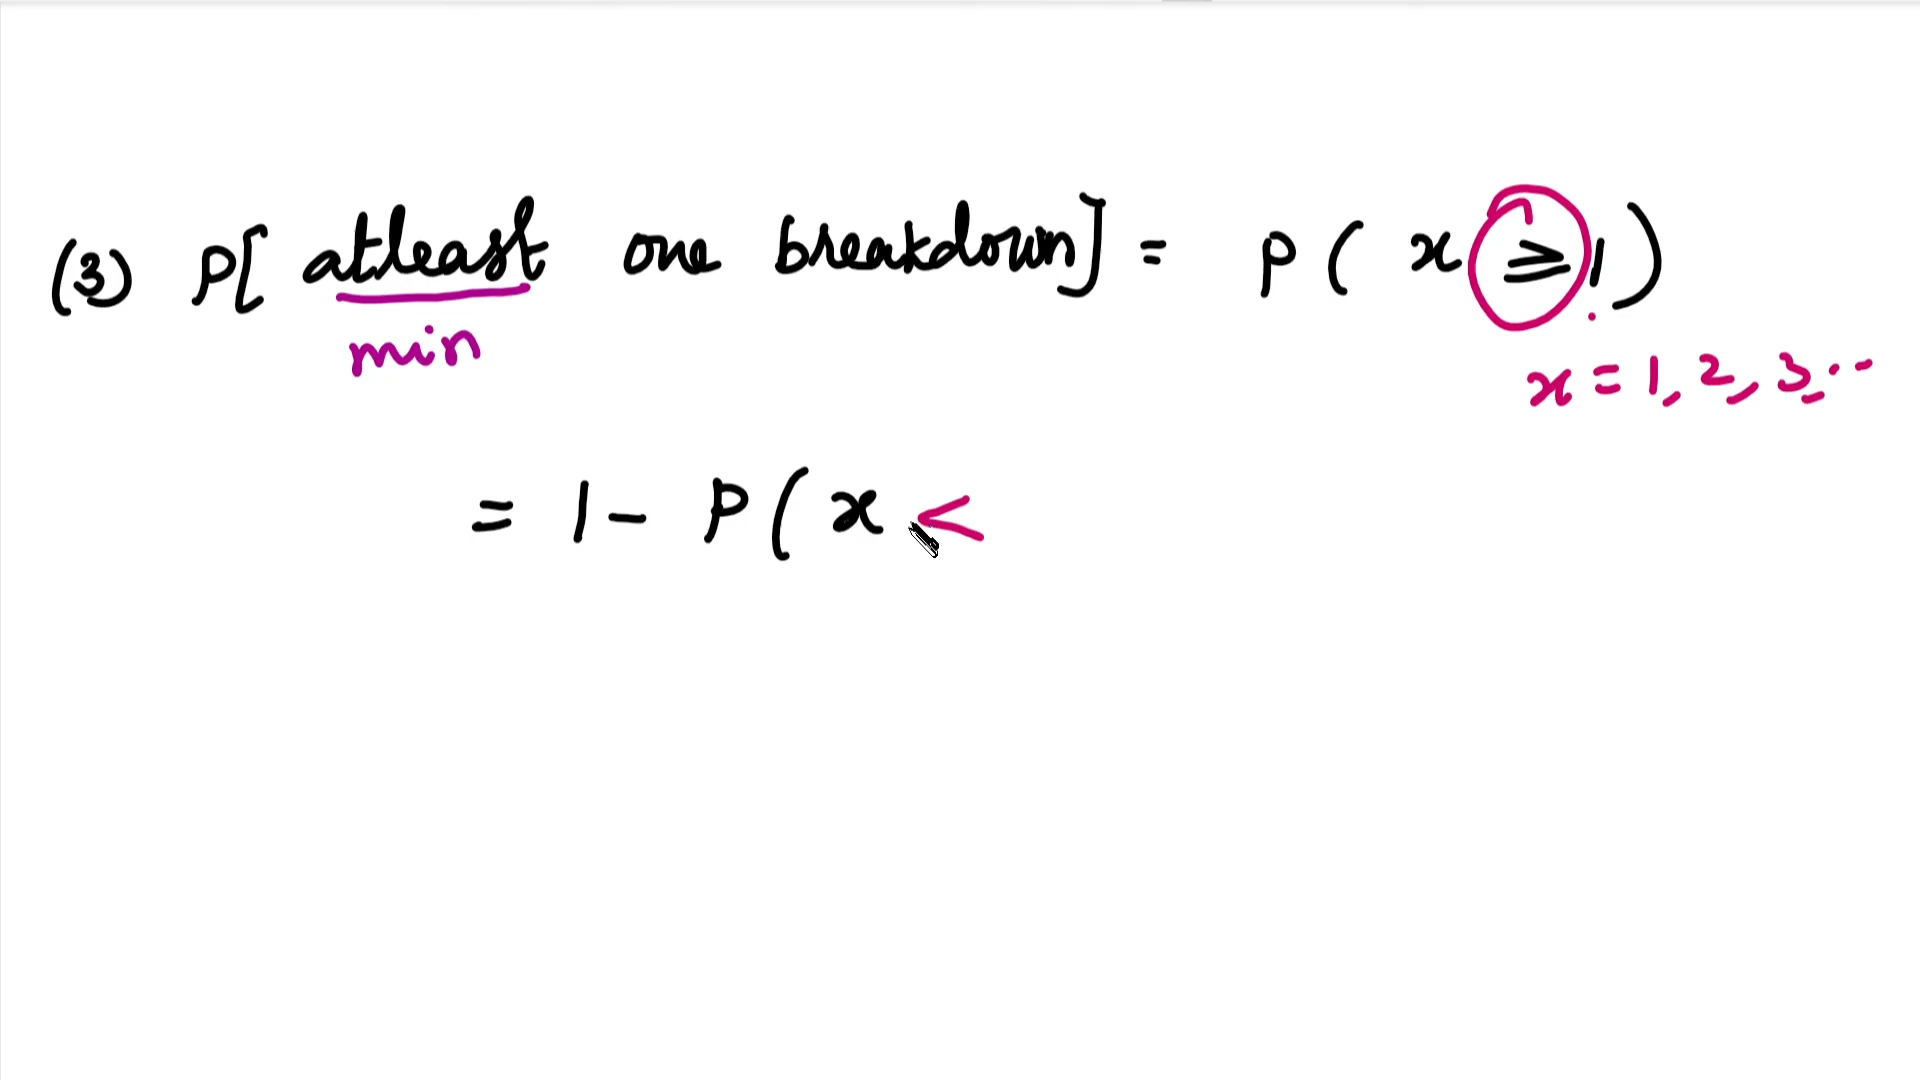 (3) P[ atleast one breakdown] = P( x ≥ 1)
min
x = 1, 2, 3, ..
= 1 - P( x <